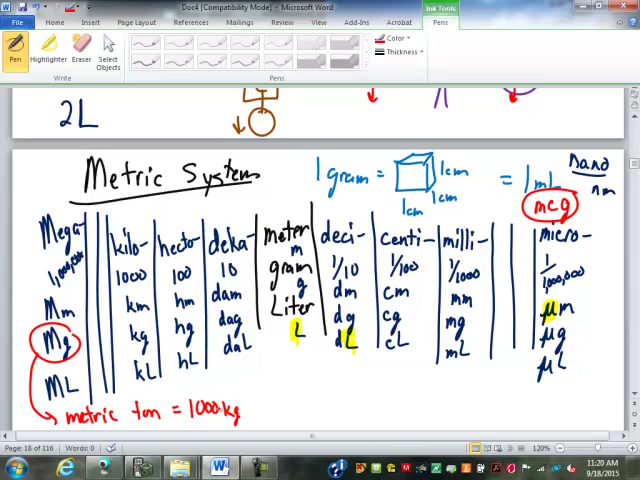 Doc4 [Compatibility Mode] - Microsoft Word
Ink Tools
File Home Insert Page Layout References Mailings Review View Add-Ins Acrobat Pens
Pen Highlighter Eraser Select Objects
Color
Thickness
Write
Pens
2L
Metric System
1 gram = 1cm 1cm 1cm = 1mL
nano
nm
mcg
Mega- kilo- hecto- deka- meter deci- centi- milli- micro-
1,000,000 1000 100 10 m 1/10 1/100 1/1000 1/1000,000
gram
Mm km hm dam g dm cm mm μm
Liter
Mg kg hg dag L dg cg mg μg
ML kL hL daL dL cL mL μL
metric ton = 1000kg
Page: 18 of 116 Words: 0 120%
11:20 AM
9/18/2015